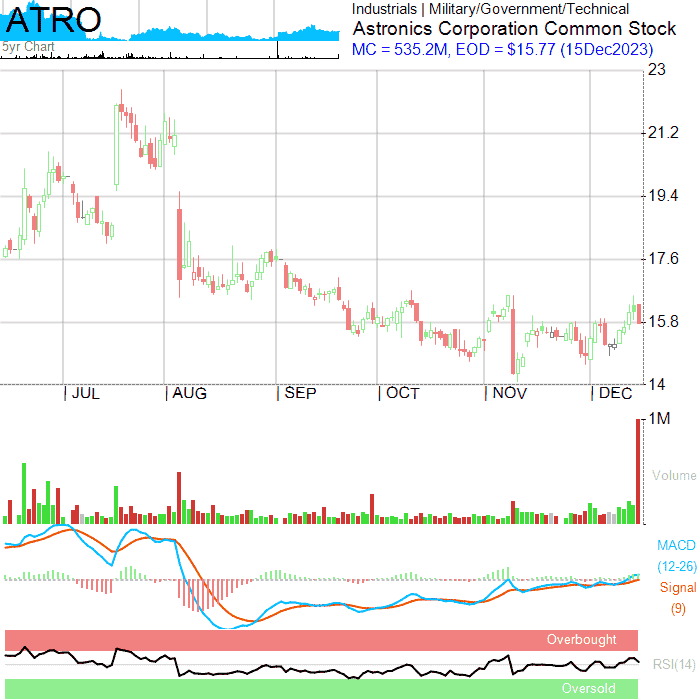 ATRO
5yr Chart
Industrials | Military/Government/Technical
Astronics Corporation Common Stock
MC = 535.2M, EOD = $15.77 (15Dec2023)
23
21.2
19.4
17.6
15.8
14
| JUL | AUG | SEP | OCT | NOV | DEC
1M
Volume
MACD
(12-26)
Signal
(9)
Overbought
RSI(14)
Oversold